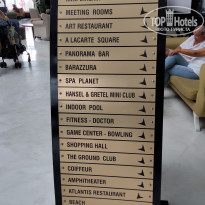 TOP
Hotels
MEETING ROOMS
ART RESTAURANT
A LACARTE SQUARE
PANORAMA BAR
BARAZZURA
SPA PLANET
HANSEL & GRETEL MINI CLUB
INDOOR POOL
FITNESS - DOCTOR
GAME CENTER - BOWLING
SHOPPING HALL
THE GROUND CLUB
COIFFEUR
AMPHITEATER
ATLANTIS RESTAURANT
BEACH